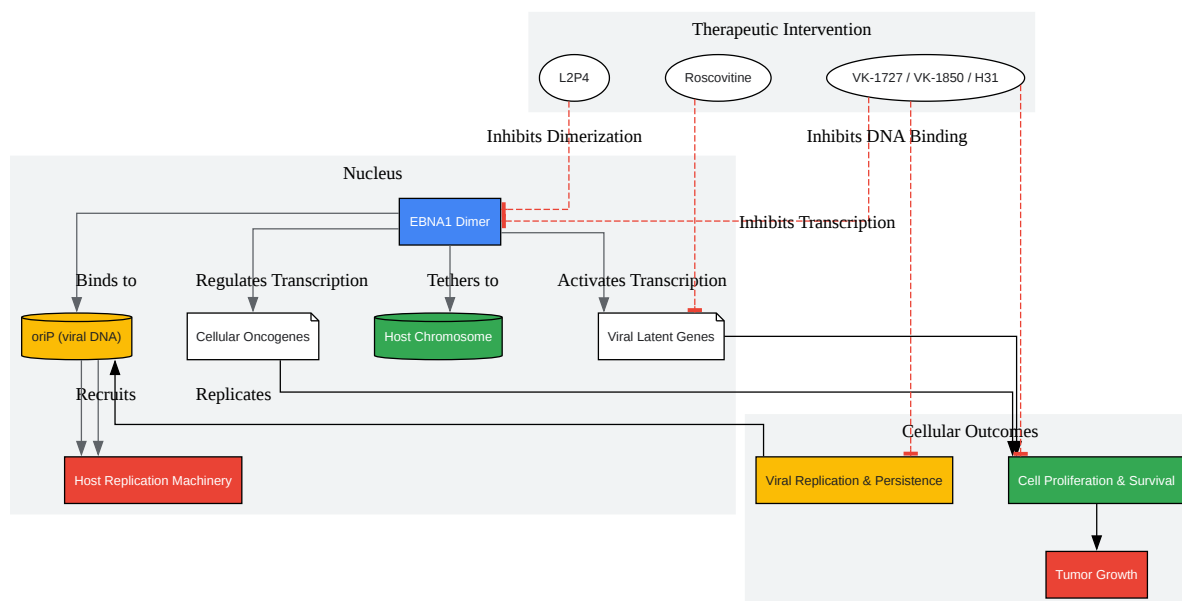 Therapeutic Intervention
L2P4
Roscovitine
VK-1727 / VK-1850 / H31
Inhibits Dimerization
Inhibits DNA Binding
Nucleus
EBNA1 Dimer
Inhibits Transcription
Binds to
Regulates Transcription
Tethers to
Activates Transcription
oriP (viral DNA)
Cellular Oncogenes
Host Chromosome
Viral Latent Genes
Recruits
Replicates
Cellular Outcomes
Host Replication Machinery
Viral Replication & Persistence
Cell Proliferation & Survival
Tumor Growth